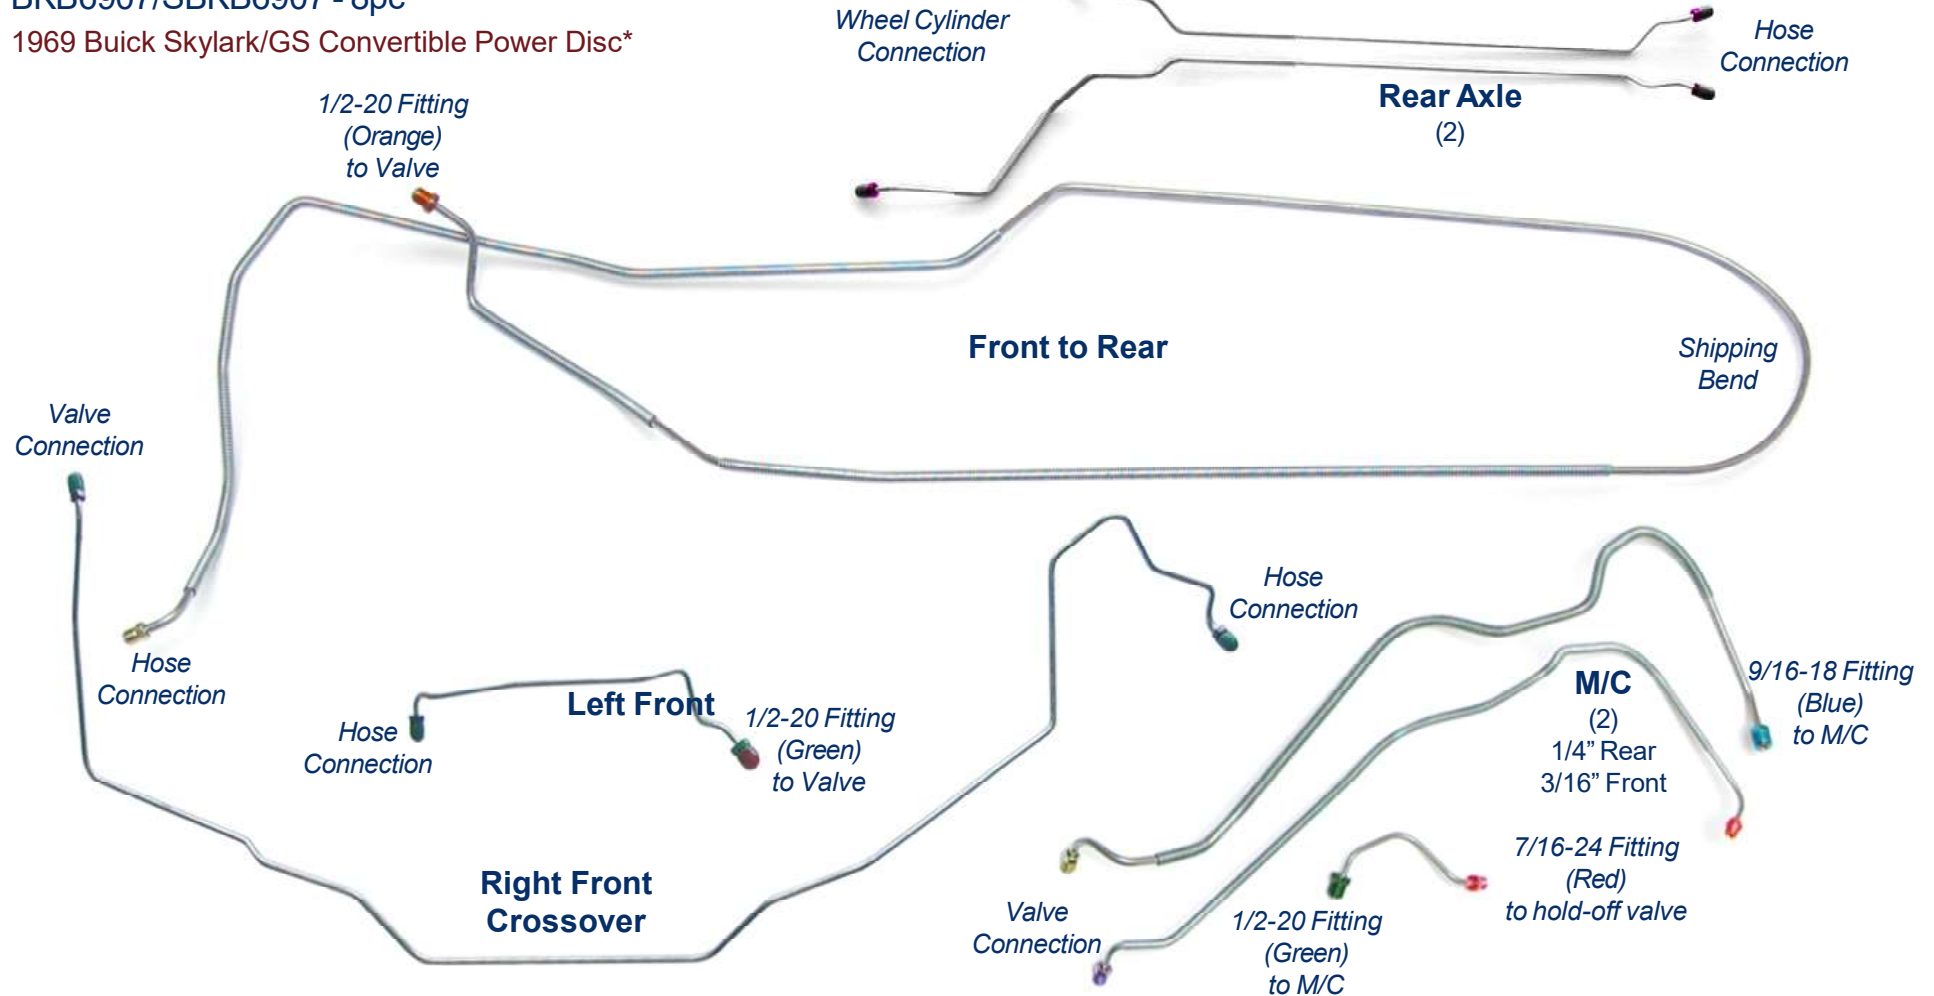 BKB6907/SBKB6907 - 8pc
1969 Buick Skylark/GS Convertible Power Disc*
Wheel Cylinder
Connection
Hose
Connection
Rear Axle
(2)
1/2-20 Fitting
(Orange)
to Valve
Front to Rear
Shipping
Bend
Valve
Connection
Hose
Connection
Left Front
Hose
Connection
1/2-20 Fitting
(Green)
to Valve
Hose
Connection
Right Front
Crossover
M/C
(2)
1/4” Rear
3/16” Front
9/16-18 Fitting
(Blue)
to M/C
7/16-24 Fitting
(Red)
to hold-off valve
Valve
Connection
1/2-20 Fitting
(Green)
to M/C